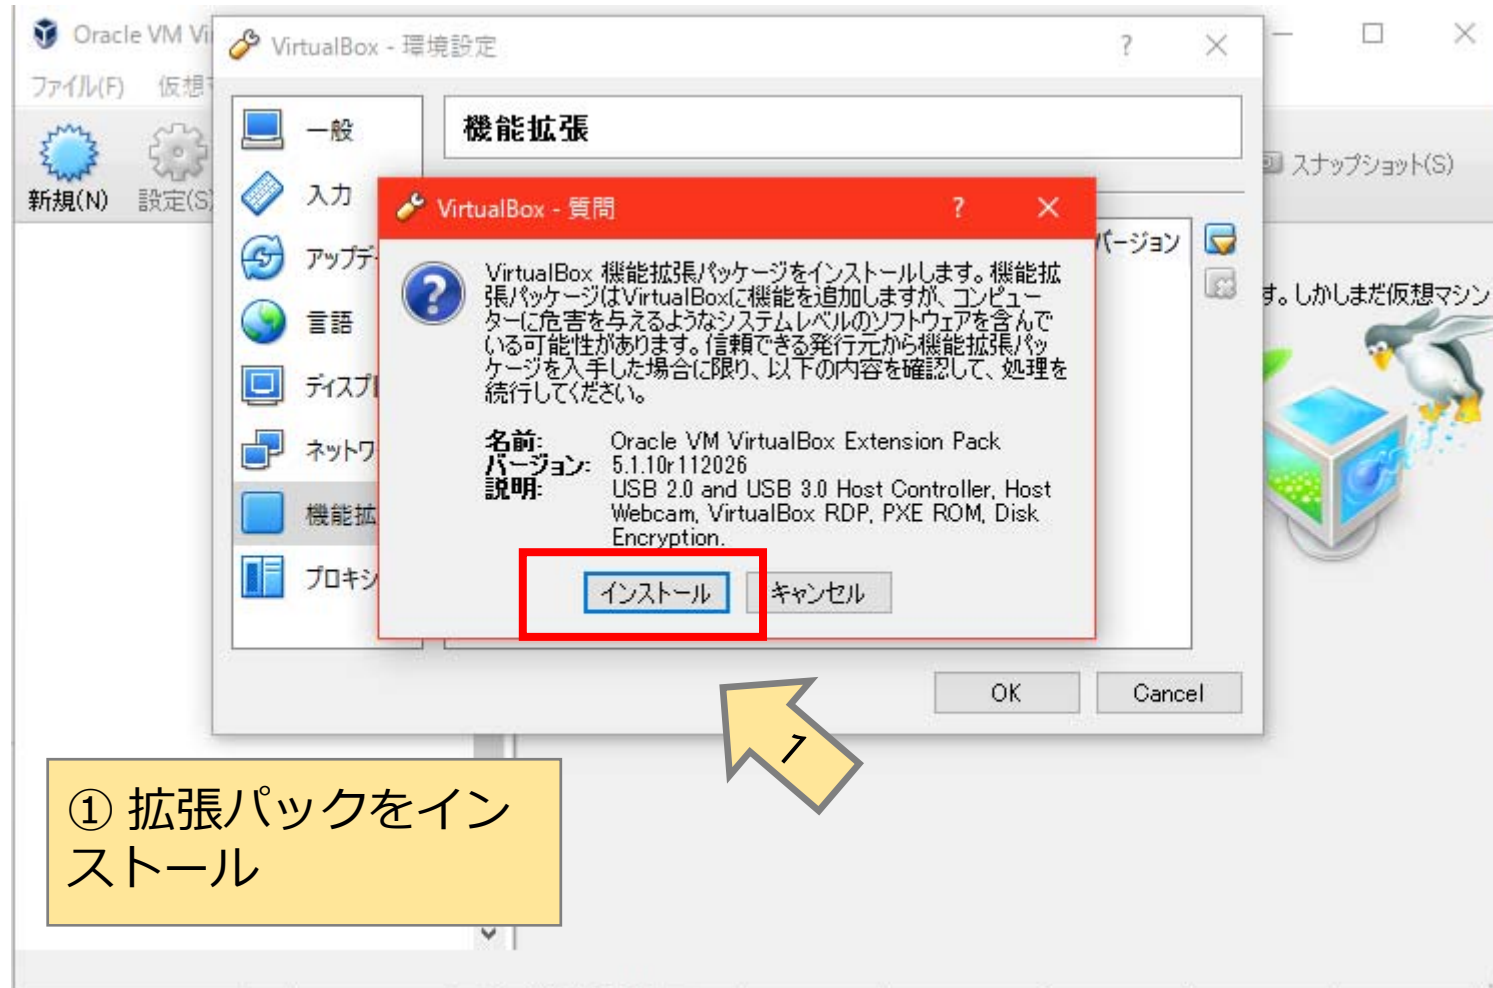 Oracle VM Vi
VirtualBox - 環境設定
ファイル(F) 仮想
一般
機能拡張
新規(N)
設定(S
入力
スナップショット(S)
VirtualBox - 質問
アップデー
バージョン
VirtualBox 機能拡張パッケージをインストールします。機能拡
張パッケージはVirtualBoxに機能を追加しますが、コンピュー
ターに危害を与えるようなシステムレベルのソフトウェアを含んで
いる可能性があります。信頼できる発行元から機能拡張パッ
ケージを入手した場合に限り、以下の内容を確認して、処理を
続行してください。
す。しかしまだ仮想マシン
言語
ディスプ
ネットワ
名前: Oracle VM VirtualBox Extension Pack
バージョン: 5.1.10r112026
説明: USB 2.0 and USB 3.0 Host Controller, Host
Webcam, VirtualBox RDP, PXE ROM, Disk
Encryption.
機能拡
プロキシ
インストール
キャンセル
OK
Cancel
1
① 拡張パックをイン
ストール